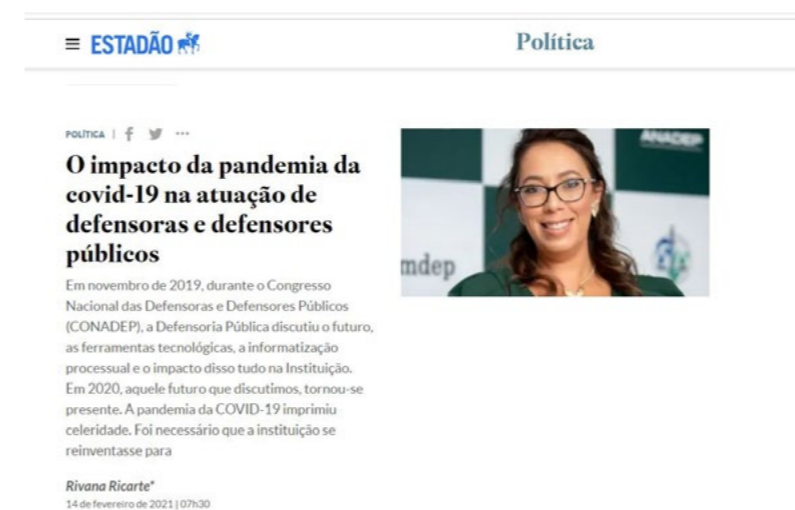 ESTADÃO
Política
POLÍTICA
O impacto da pandemia da
covid-19 na atuação de
defensoras e defensores
públicos
Em novembro de 2019, durante o Congresso
Nacional das Defensoras e Defensores Públicos
(CONADEP), a Defensoria Pública discutiu o futuro,
as ferramentas tecnológicas, a informatização
processual e o impacto disso tudo na Instituição.
Em 2020, aquele futuro que discutimos, tornou-se
presente. A pandemia da COVID-19 imprimiu
celeridade. Foi necessário que a instituição se
reinventasse para
Rivana Ricarte*
14 de fevereiro de 2021 | 07h30
ANADEP
mdep